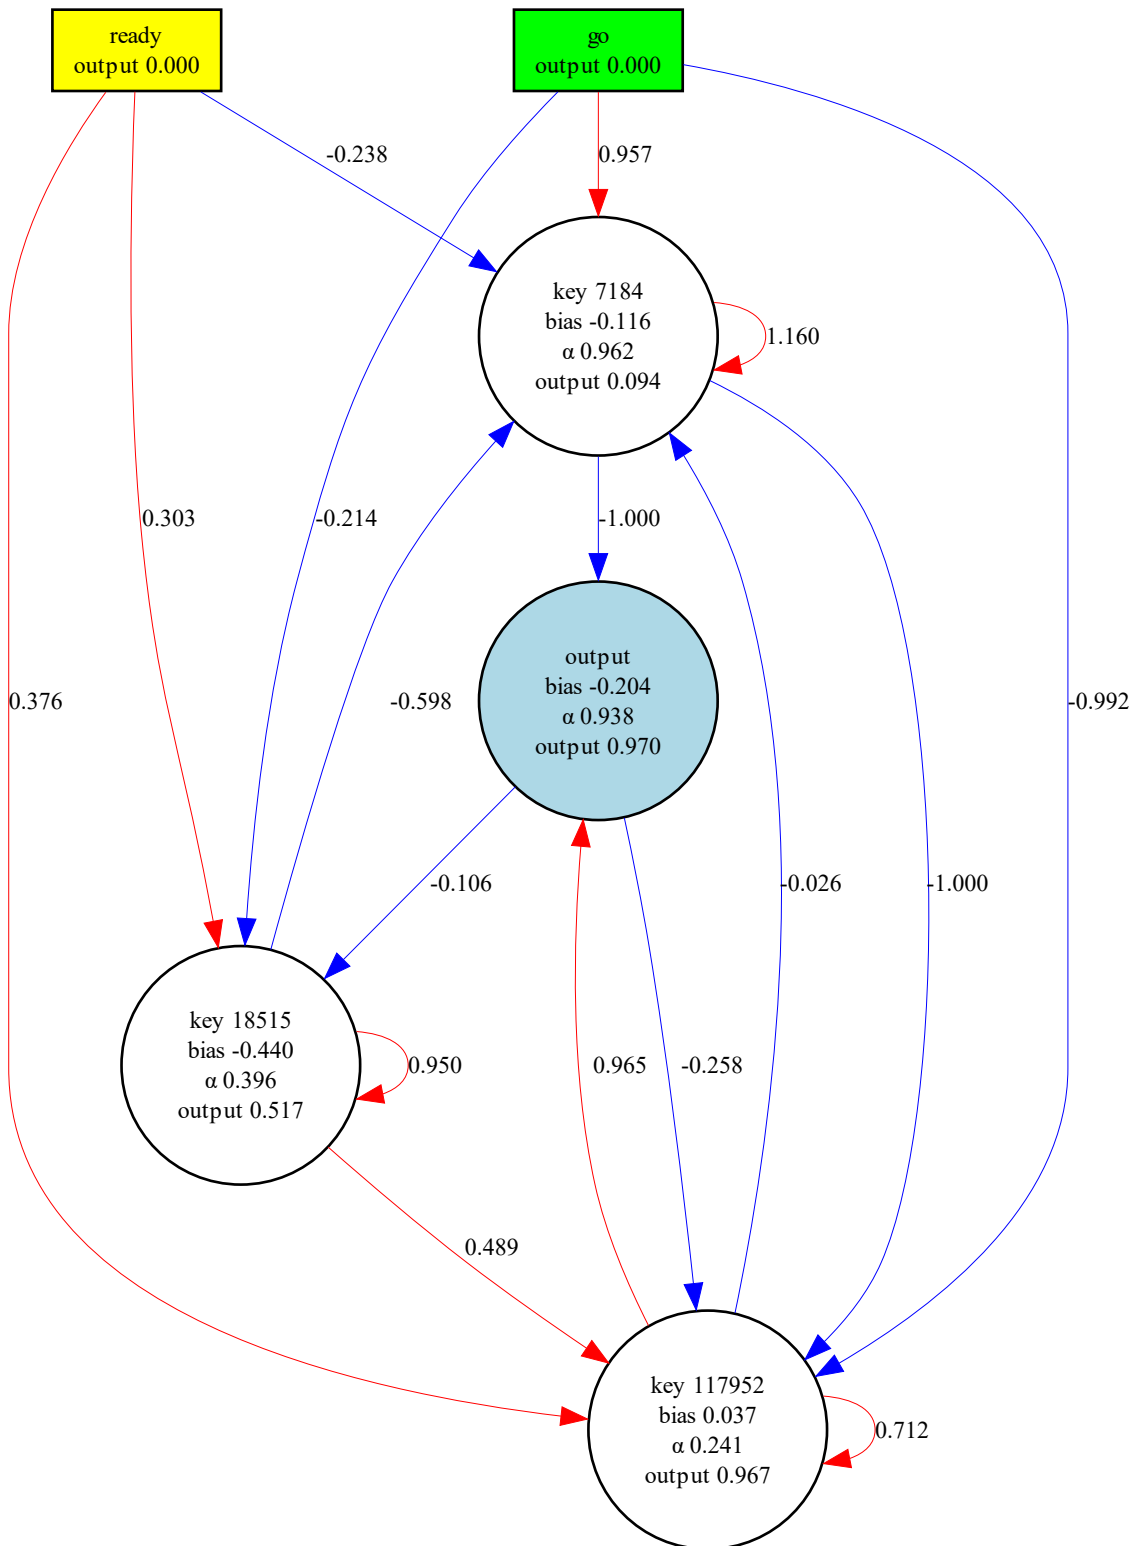 ready
output 0.000
go
output 0.000
-0.238
0.957
key 7184
bias -0.116
α 0.962
output 0.094
1.160
0.303
-0.214
-1.000
output
bias -0.204
α 0.938
output 0.970
0.376
-0.598
-0.992
-0.106
-0.026
-1.000
key 18515
bias -0.440
α 0.396
output 0.517
0.950
0.965
-0.258
0.489
key 117952
bias 0.037
α 0.241
output 0.967
0.712